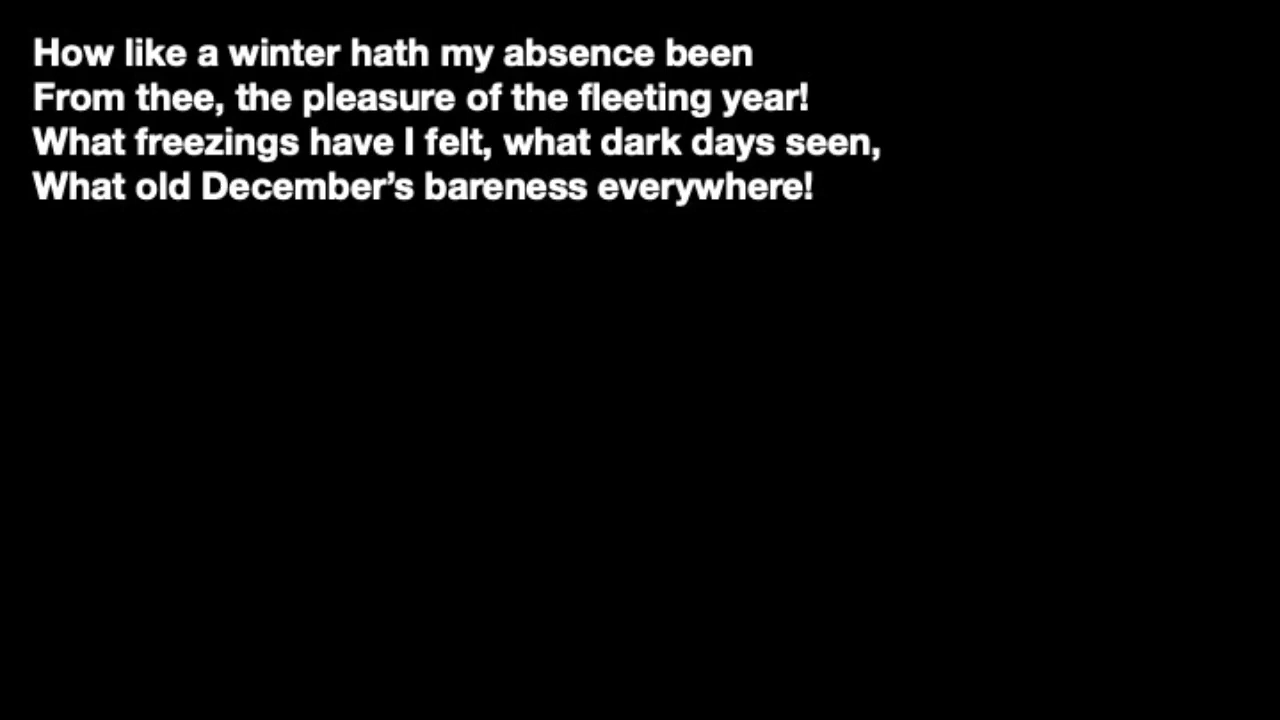 How like a winter hath my absence been
From thee, the pleasure of the fleeting year!
What freezings have I felt, what dark days seen,
What old December’s bareness everywhere!